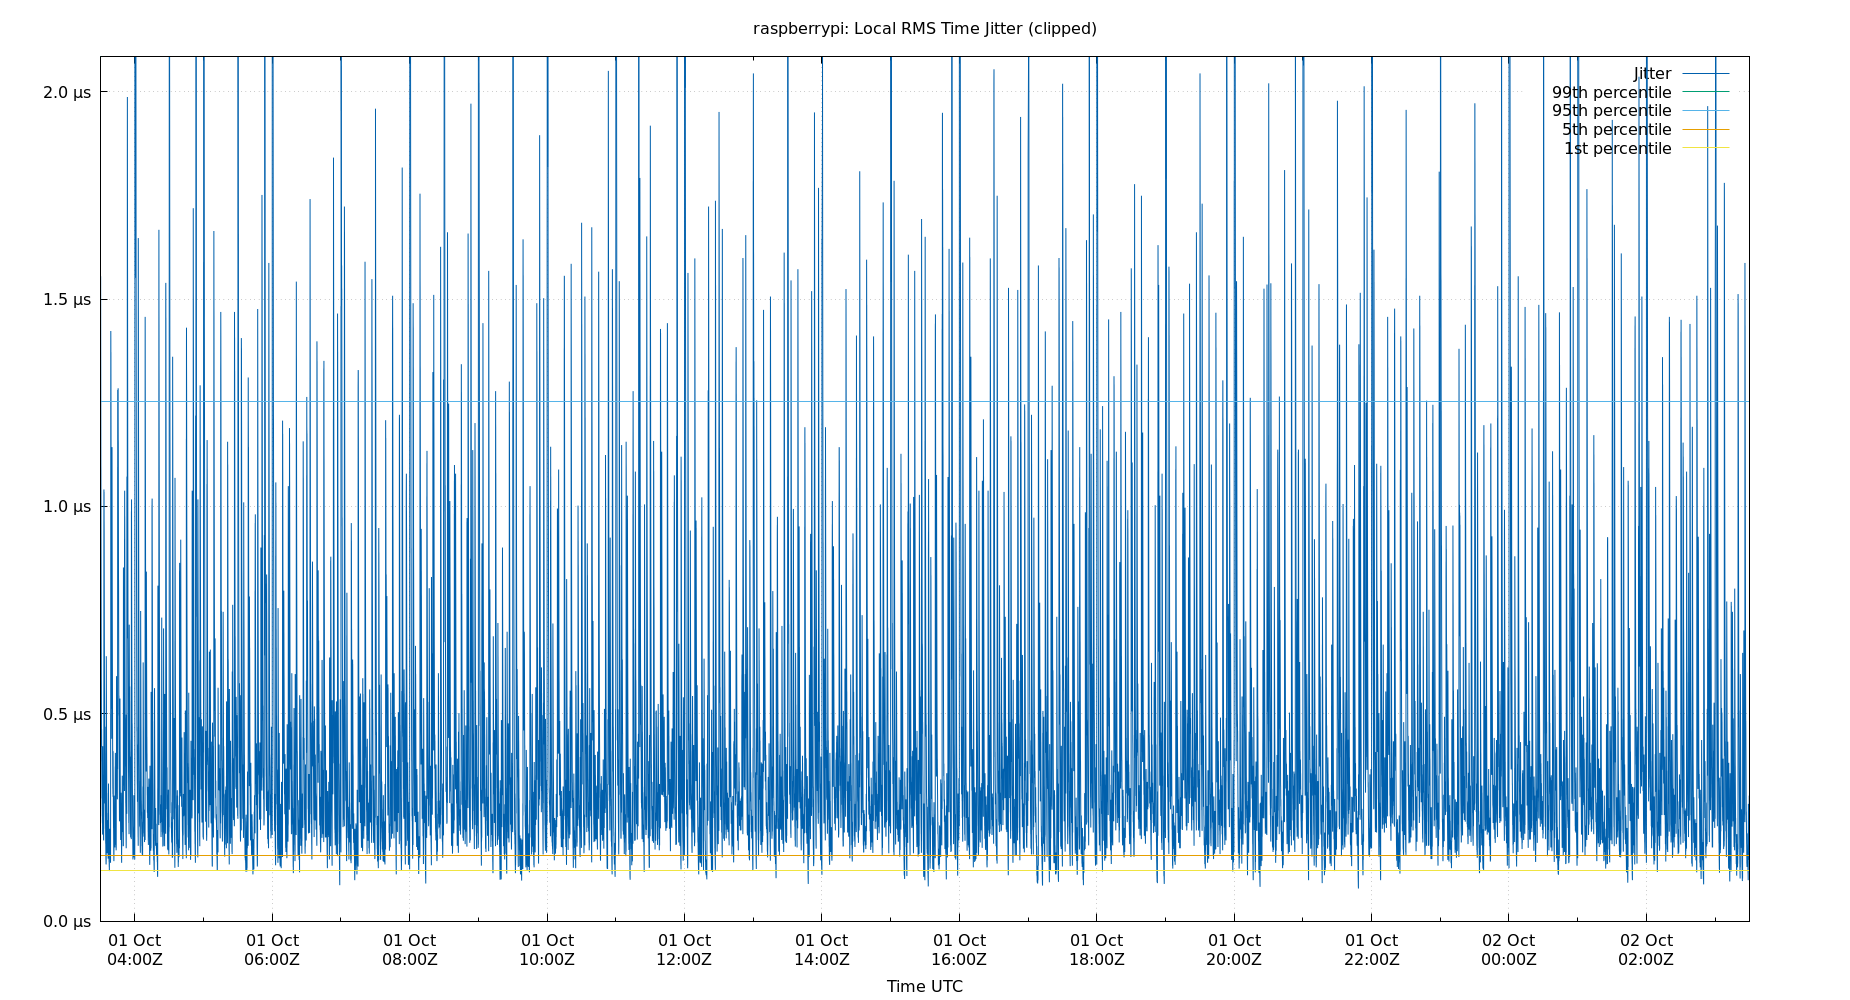 raspberrypi: Local RMS Time Jitter (clipped)
Jitter
99th percentile
95th percentile
5th percentile
1st percentile
2.0 µs
1.5 µs
1.0 µs
0.5 µs
0.0 µs
01 Oct 01 Oct 01 Oct 01 Oct 01 Oct 01 Oct 01 Oct 01 Oct 01 Oct 01 Oct 02 Oct 02 Oct
04:00Z 06:00Z 08:00Z 10:00Z 12:00Z 14:00Z 16:00Z 18:00Z 20:00Z 22:00Z 00:00Z 02:00Z
Time UTC